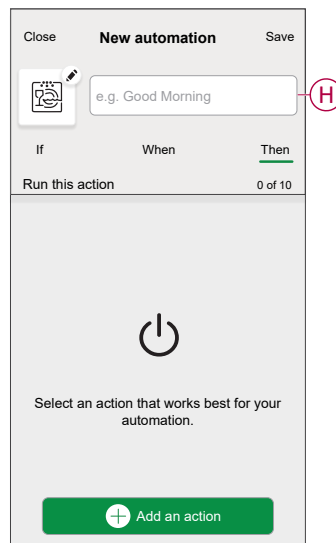 Close New automation Save
e.g. Good Morning
H
If When Then
Run this action 0 of 10
Select an action that works best for your
automation.
Add an action